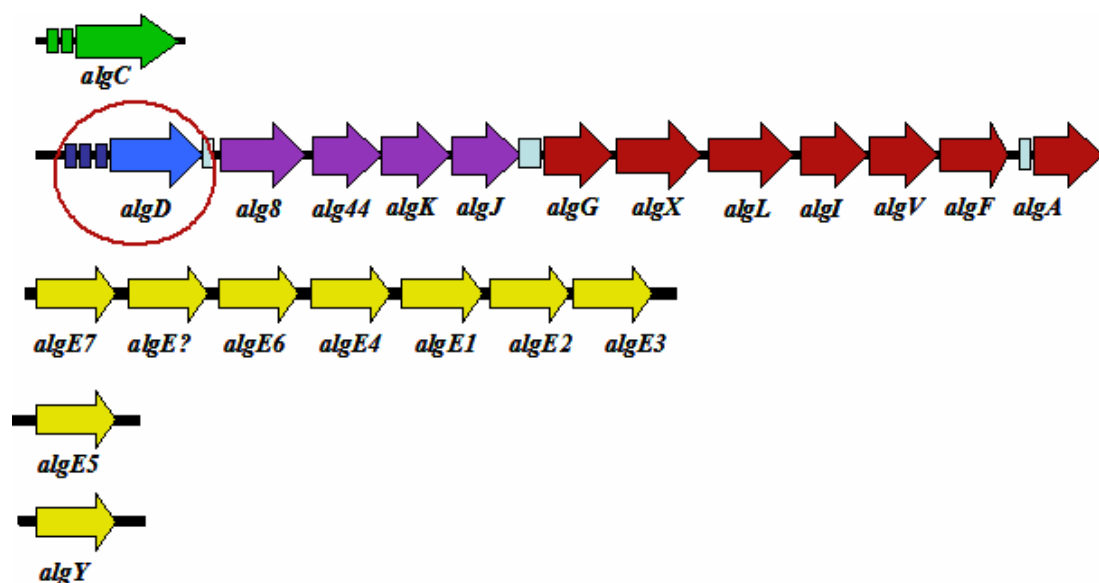 algC
algD alg8 alg44 algK algJ algG algX algL algI algV algF algA
algE7 algE? algE6 algE4 algE1 algE2 algE3
algE5
algY